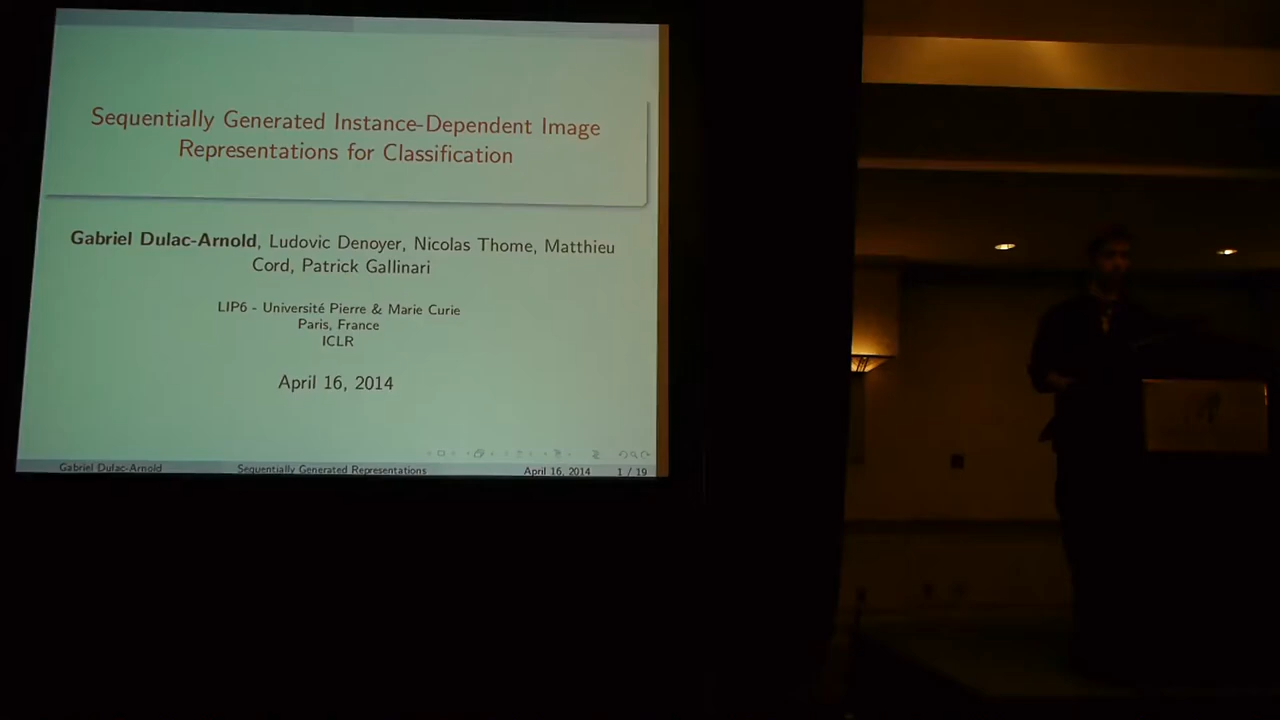 Sequentially Generated Instance-Dependent Image
Representations for Classification
Gabriel Dulac-Arnold, Ludovic Denoyer, Nicolas Thome, Matthieu
Cord, Patrick Gallinari
LIP6 - Université Pierre & Marie Curie
Paris, France
ICLR
April 16, 2014
Gabriel Dulac-Arnold Sequentially Generated Representations April 16, 2014 1 / 19